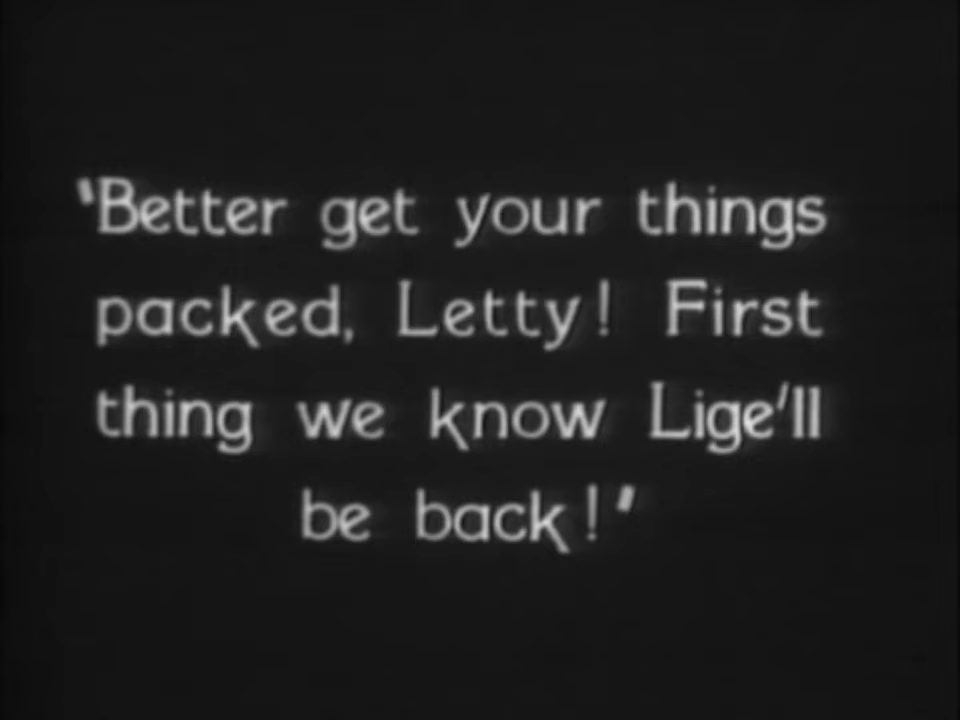 "Better get your things
packed, Letty! First
thing we know Lige'll
be back!"